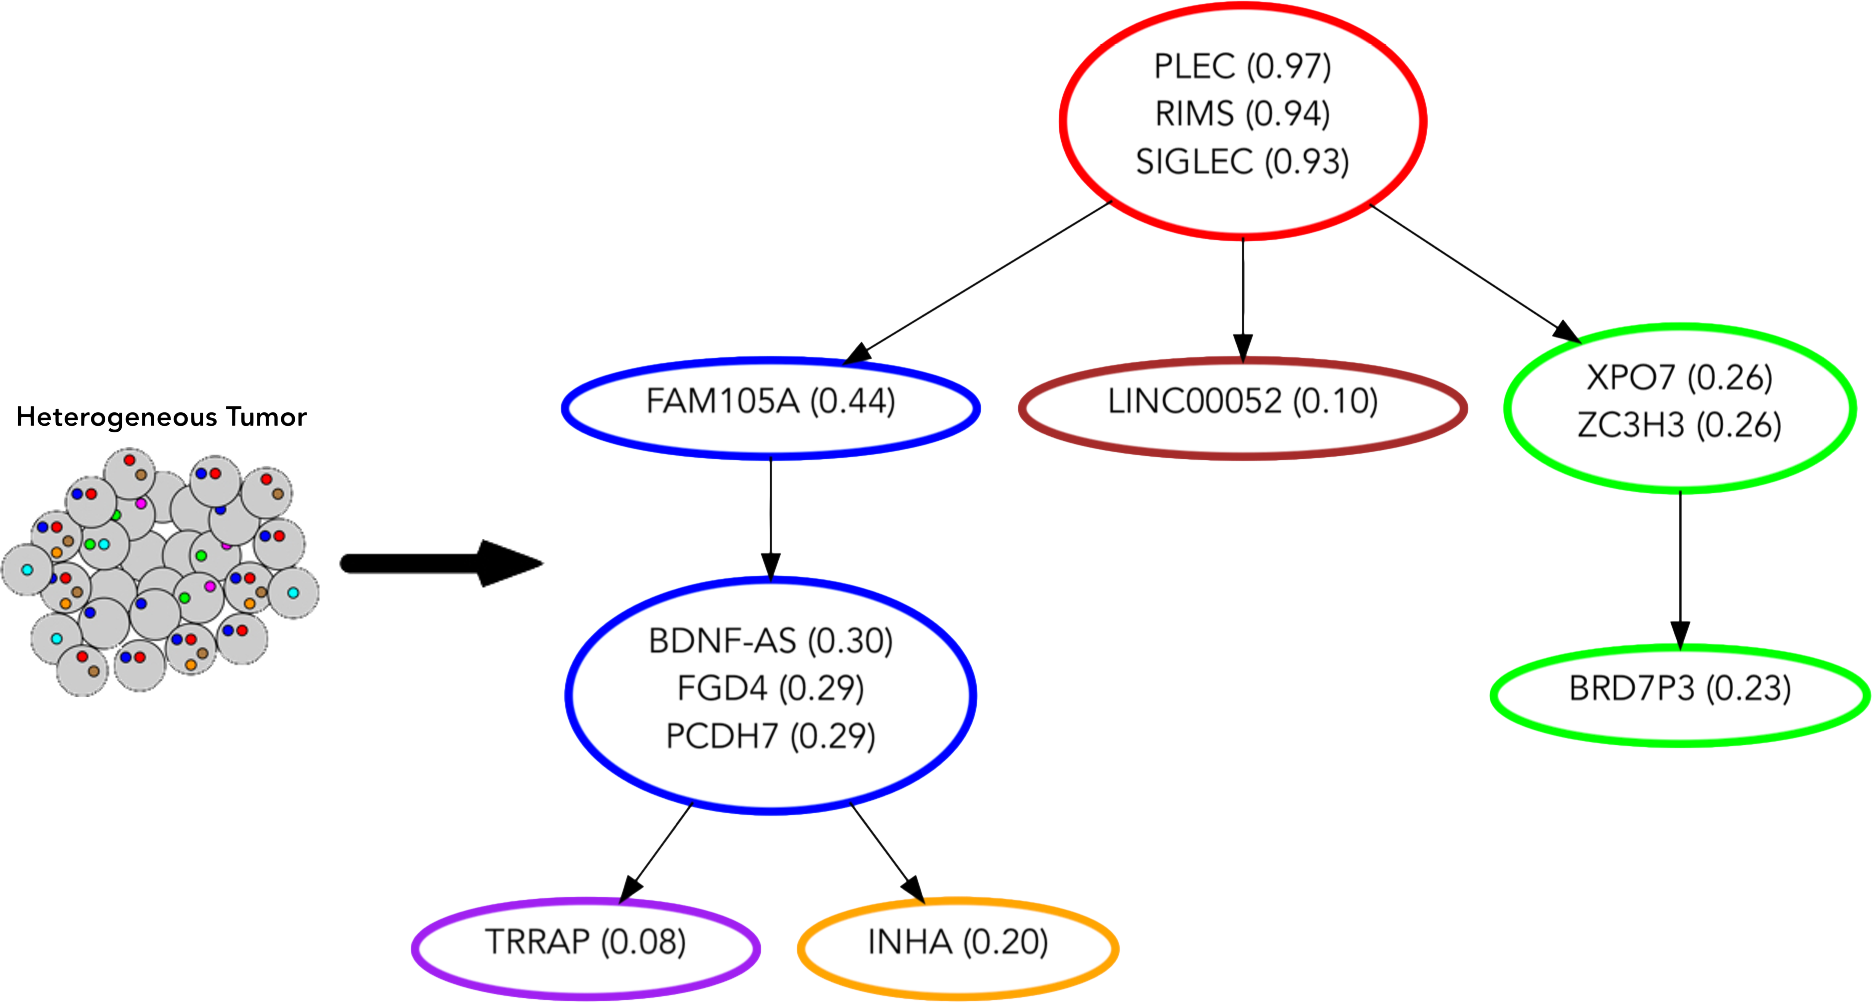 PLEC (0.97)
RIMS (0.94)
SIGLEC (0.93)
FAM105A (0.44)
LINC00052 (0.10)
XPO7 (0.26)
ZC3H3 (0.26)
Heterogeneous Tumor
BDNF-AS (0.30)
FGD4 (0.29)
PCDH7 (0.29)
BRD7P3 (0.23)
TRRAP (0.08)
INHA (0.20)